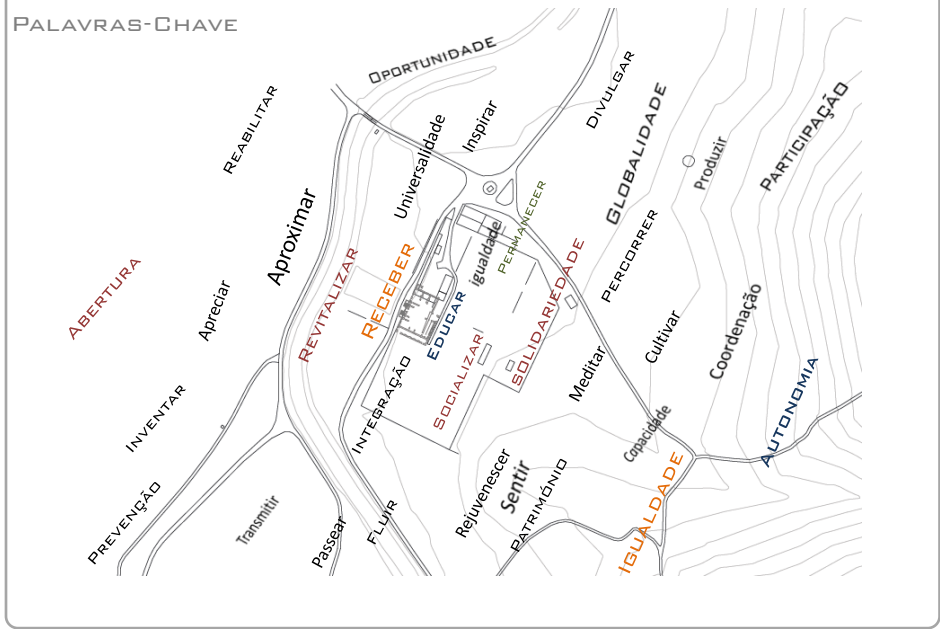 Palavras-Chave
Oportunidade
Divulgar
Reabilitar
Inspirar
Universalidade
Globalidade
Produzir
Participação
Aproximar
Permanecer
igualdade
Percorrer
Abertura
Apreciar
Revitalizar
Receber
Educar
Solidariedade
Socializar
Cultivar
Coordenação
Meditar
Integração
Inventar
Autonomia
Capacidade
Prevenção
Transmitir
Passear
Fluir
Rejuvenescer
Sentir
Património
Igualdade